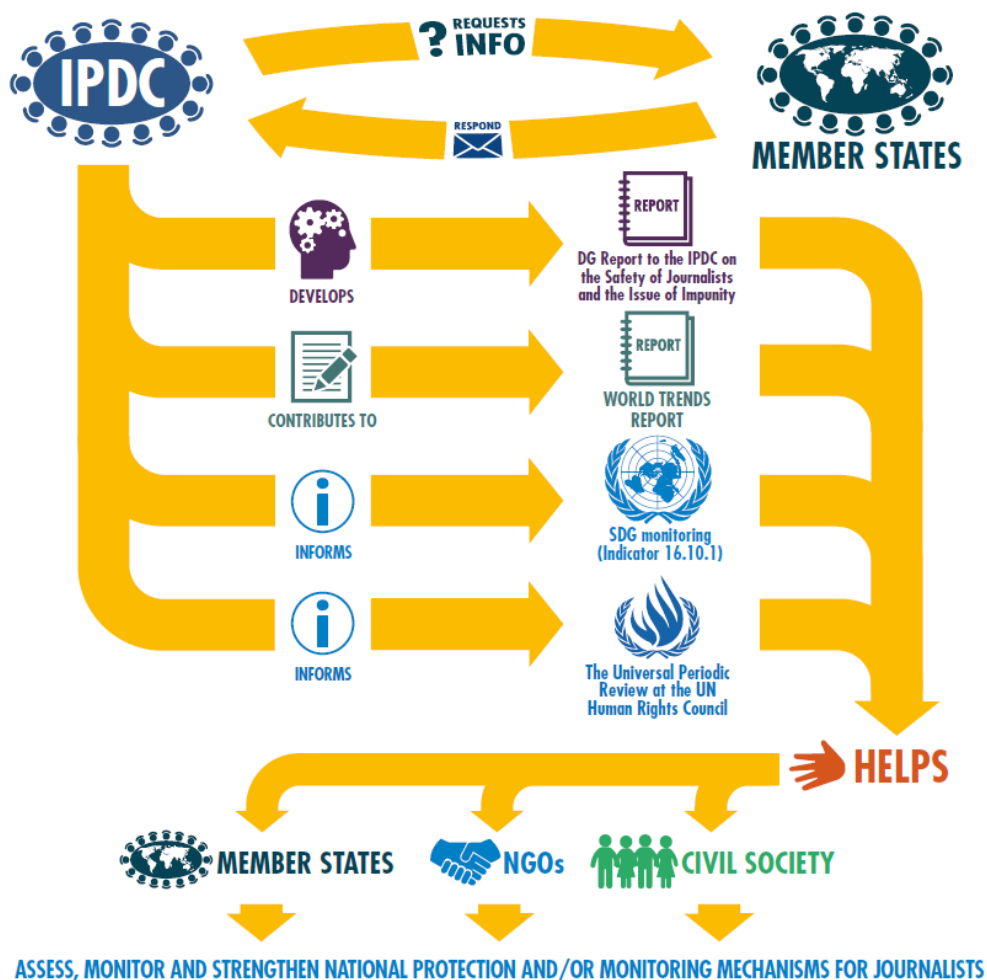 IPDC
? REQUESTS
INFO
RESPOND
MEMBER STATES
REPORT
DG Report to the IPDC on
the Safety of Journalists
and the Issue of Impunity
DEVELOPS
REPORT
WORLD TRENDS
REPORT
CONTRIBUTES TO
SDG monitoring
(Indicator 16.10.1)
i
INFORMS
The Universal Periodic
Review at the UN
Human Rights Council
i
INFORMS
HELPS
MEMBER STATES
NGOs
CIVIL SOCIETY
ASSESS, MONITOR AND STRENGTHEN NATIONAL PROTECTION AND/OR MONITORING MECHANISMS FOR JOURNALISTS